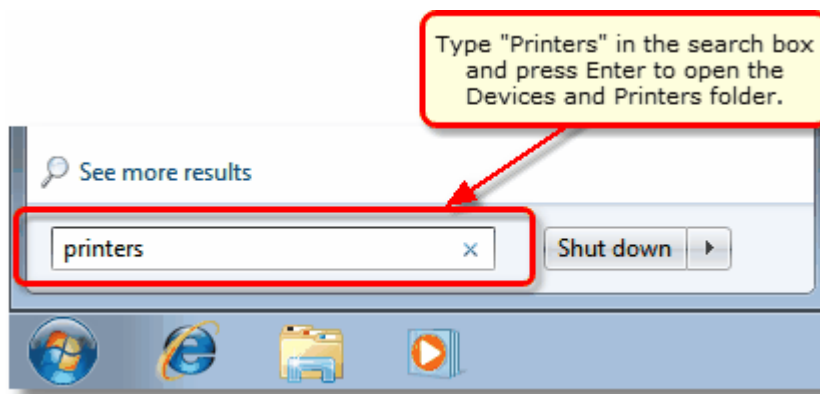 Type "Printers" in the search box
and press Enter to open the
Devices and Printers folder.
See more results
printers
Shut down